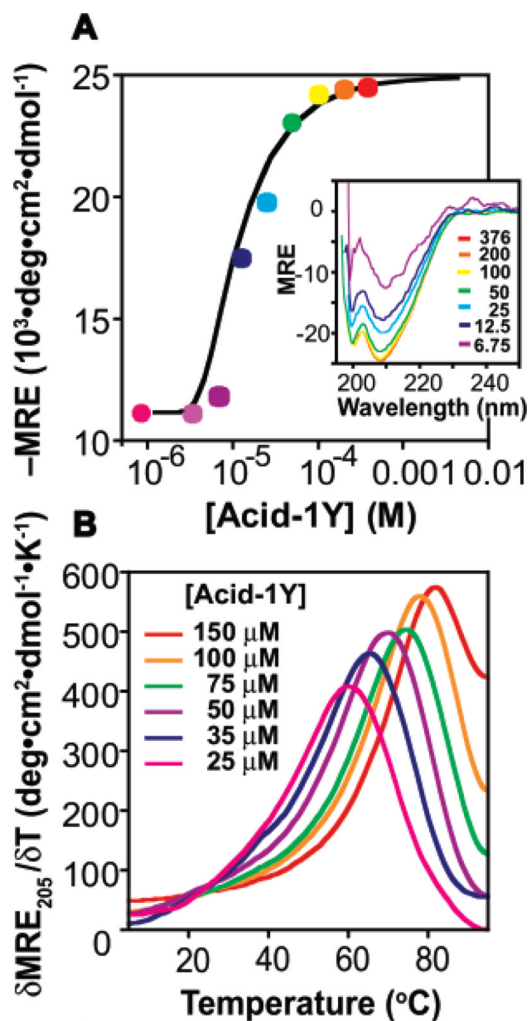 A
25
20
15
10
–MRE (10³•deg•cm²•dmol⁻¹)
10⁻⁶ 10⁻⁵ 10⁻⁴ 0.001 0.01
[Acid-1Y] (M)
0
-10
-20
MRE
376
200
100
50
25
12.5
6.75
200 220 240
Wavelength (nm)
B
600
500
400
300
200
100
0
δMRE₂₀₅/δT (deg•cm²•dmol⁻¹•K⁻¹)
[Acid-1Y]
150 μM
100 μM
75 μM
50 μM
35 μM
25 μM
20 40 60 80
Temperature (°C)